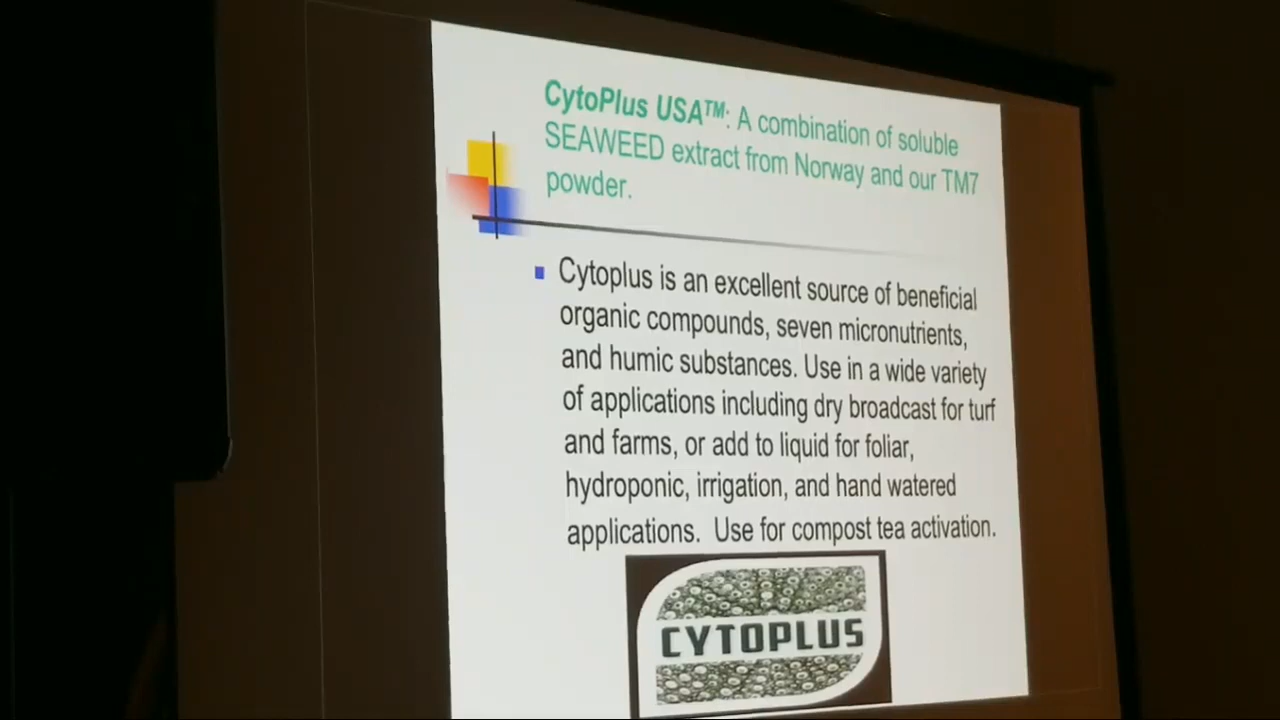 CytoPlus USA™: A combination of soluble
SEAWEED extract from Norway and our TM7
powder.
Cytoplus is an excellent source of beneficial
organic compounds, seven micronutrients,
and humic substances. Use in a wide variety
of applications including dry broadcast for turf
and farms, or add to liquid for foliar,
hydroponic, irrigation, and hand watered
applications. Use for compost tea activation.
CYTOPLUS